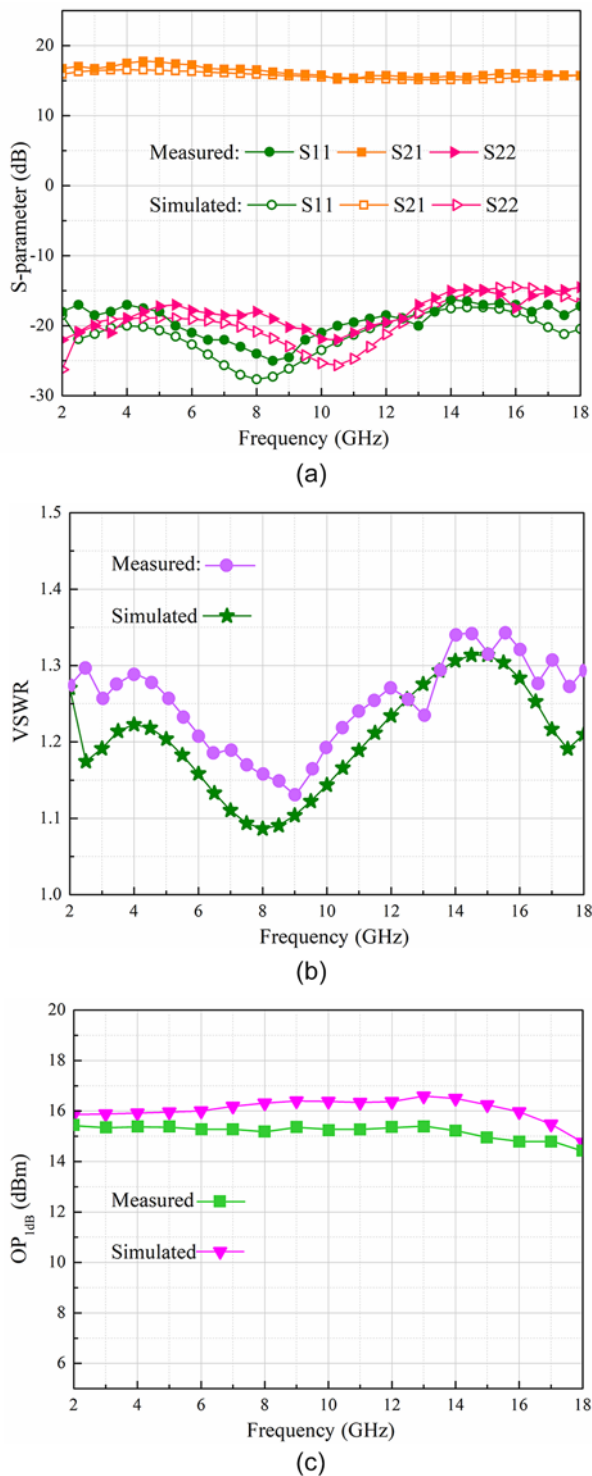 20
10
0
-10
-20
-30
S-parameter (dB)
Measured: S11 S21 S22
Simulated: S11 S21 S22
2 4 6 8 10 12 14 16 18
Frequency (GHz)
(a)
1.5
1.4
1.3
1.2
1.1
1.0
VSWR
Measured:
Simulated
2 4 6 8 10 12 14 16 18
Frequency (GHz)
(b)
20
18
16
14
12
10
8
6
OP1dB (dBm)
Measured
Simulated
2 4 6 8 10 12 14 16 18
Frequency (GHz)
(c)